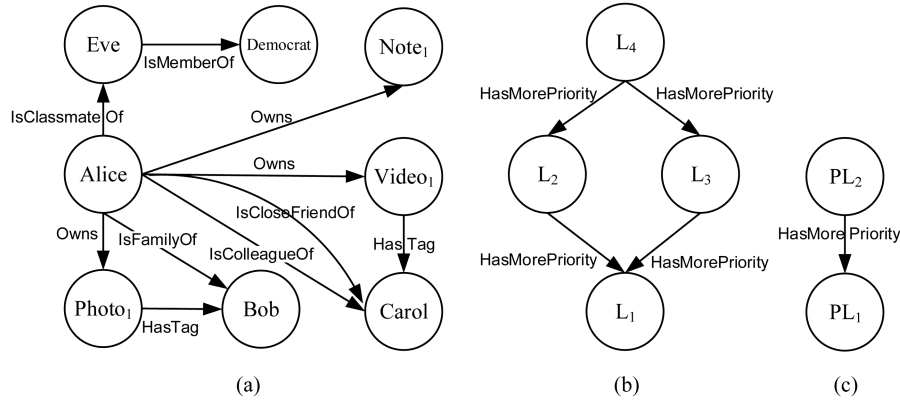 Eve
IsMemberOf
Democrat
Note₁
IsClassmate Of
Owns
Alice
Owns
Video₁
IsCloseFriendOf
Owns
IsFamilyOf
IsColleagueOf
Has Tag
Photo₁
HasTag
Bob
Carol
(a)
L₄
HasMorePriority
HasMorePriority
L₂
L₃
HasMorePriority
HasMorePriority
L₁
(b)
PL₂
HasMore Priority
PL₁
(c)